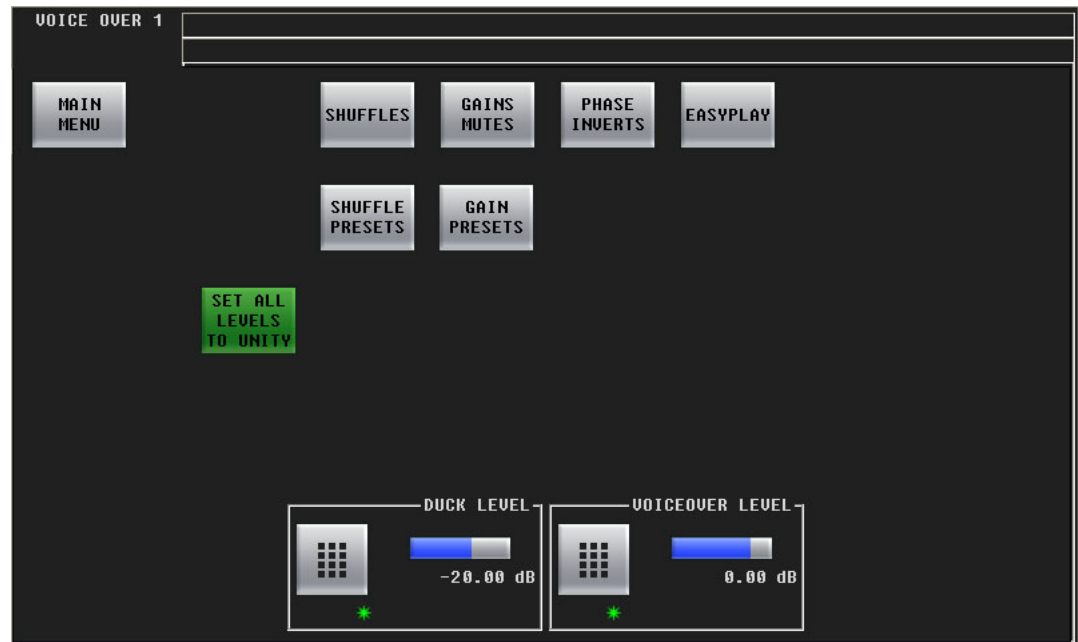 VOICE OVER 1
MAIN
MENU
SHUFFLES
GAINS
MUTES
PHASE
INVERTS
EASYPLAY
SHUFFLE
PRESETS
GAIN
PRESETS
SET ALL
LEVELS
TO UNITY
DUCK LEVEL
-20.00 dB
VOICEOVER LEVEL
0.00 dB